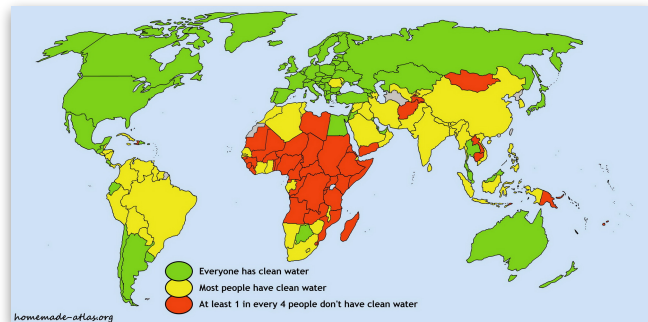 Everyone has clean water
Most people have clean water
At least 1 in every 4 people don't have clean water
homemade-atlas.org